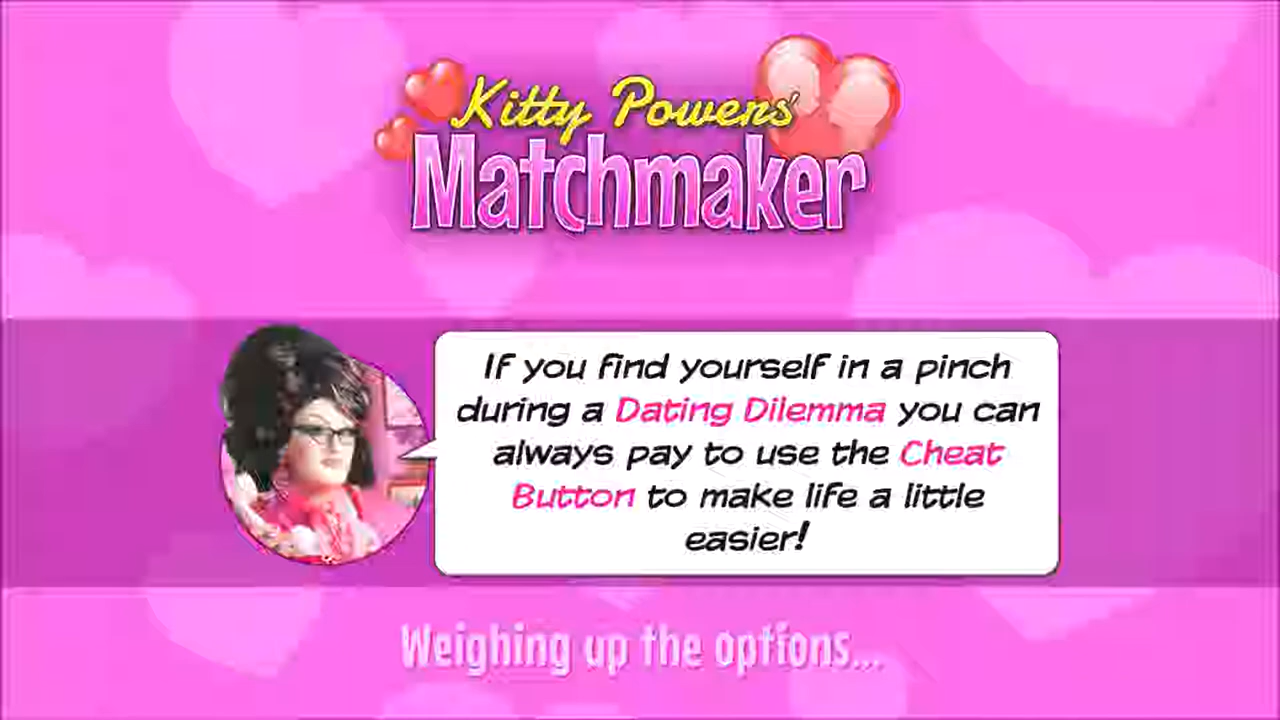 Kitty Powers'
Matchmaker
If you find yourself in a pinch
during a Dating Dilemma you can
always pay to use the Cheat
Button to make life a little
easier!
Weighing up the options...